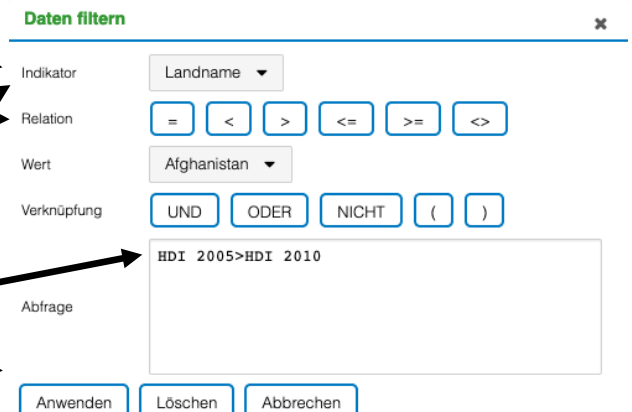 Daten filtern ✖
Indikator Landname
Relation = < > <= >= <>
Wert Afghanistan
Verknüpfung UND ODER NICHT ( )
HDI 2005>HDI 2010
Abfrage
Anwenden Löschen Abbrechen